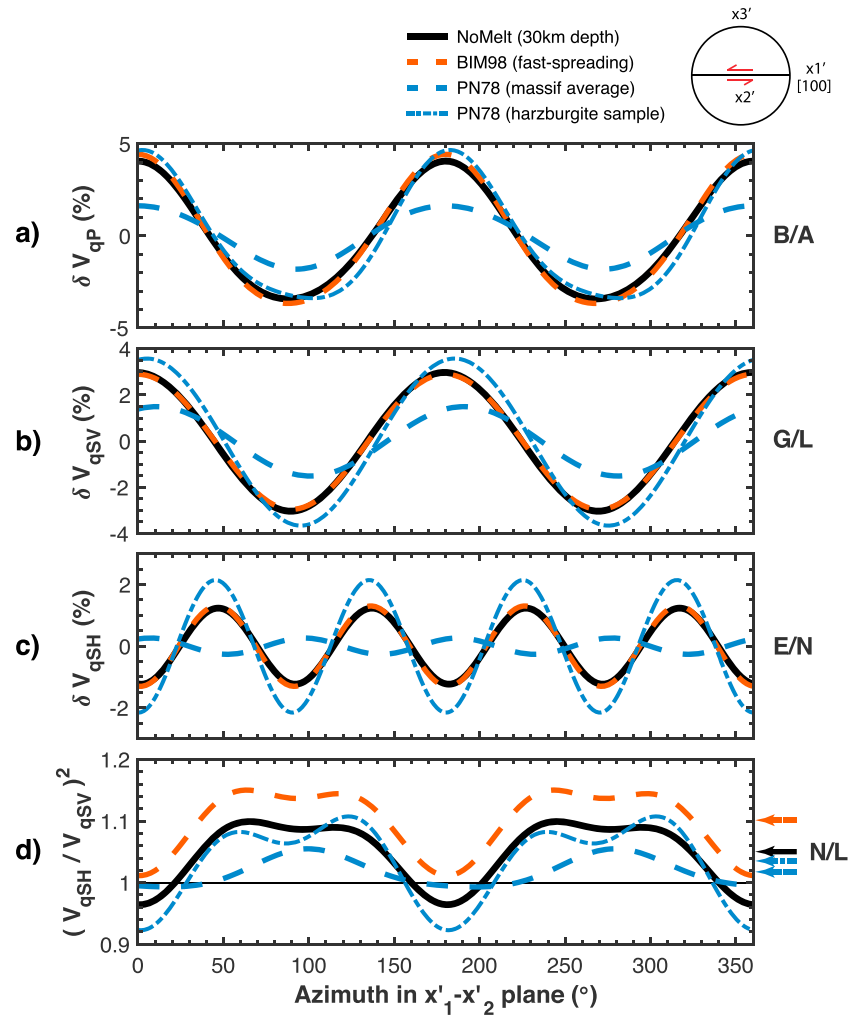 NoMelt (30km depth)
BIM98 (fast-spreading)
PN78 (massif average)
PN78 (harzburgite sample)
x3'
x1'
[100]
x2'
a)
δ V_qP (%)
5
0
-5
B/A
b)
δ V_qSV (%)
4
2
0
-2
-4
G/L
c)
δ V_qSH (%)
2
0
-2
E/N
d)
(V_qSH / V_qSV)^2
1.2
1.1
1
0.9
N/L
0 50 100 150 200 250 300 350
Azimuth in x'_1-x'_2 plane (°)